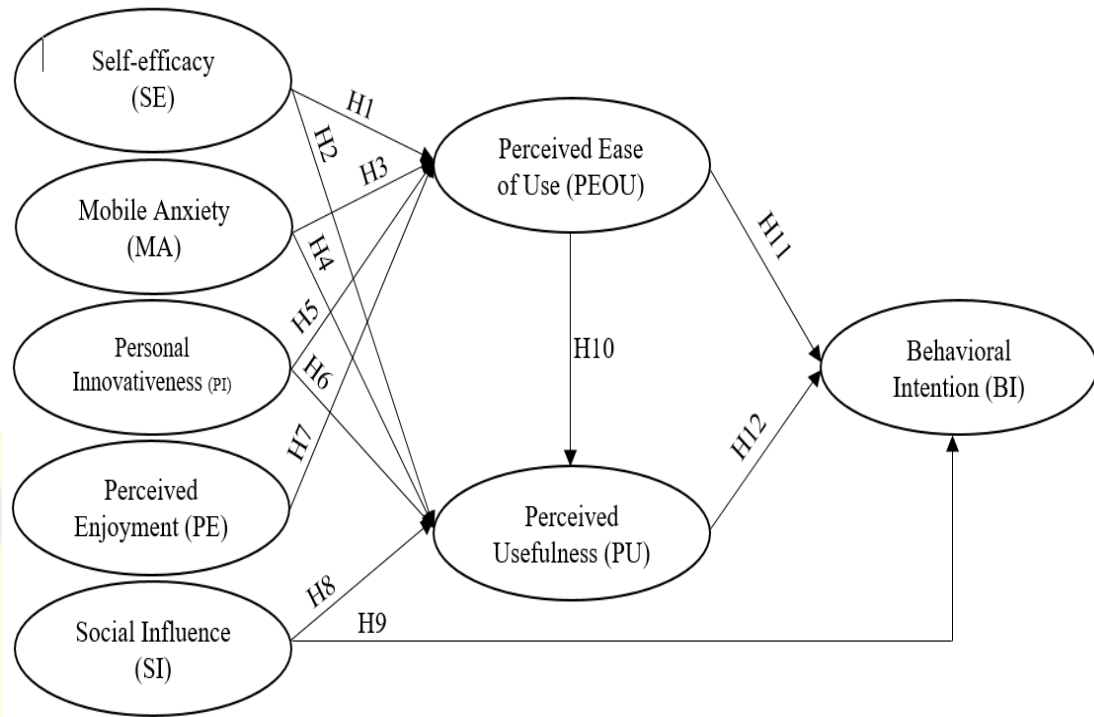 Self-efficacy
(SE)
Mobile Anxiety
(MA)
Personal
Innovativeness (PI)
Perceived
Enjoyment (PE)
Social Influence
(SI)
H1
H2
H3
H4
H5
H6
H7
H8
H9
Perceived Ease
of Use (PEOU)
H10
Perceived
Usefulness (PU)
H11
H12
Behavioral
Intention (BI)